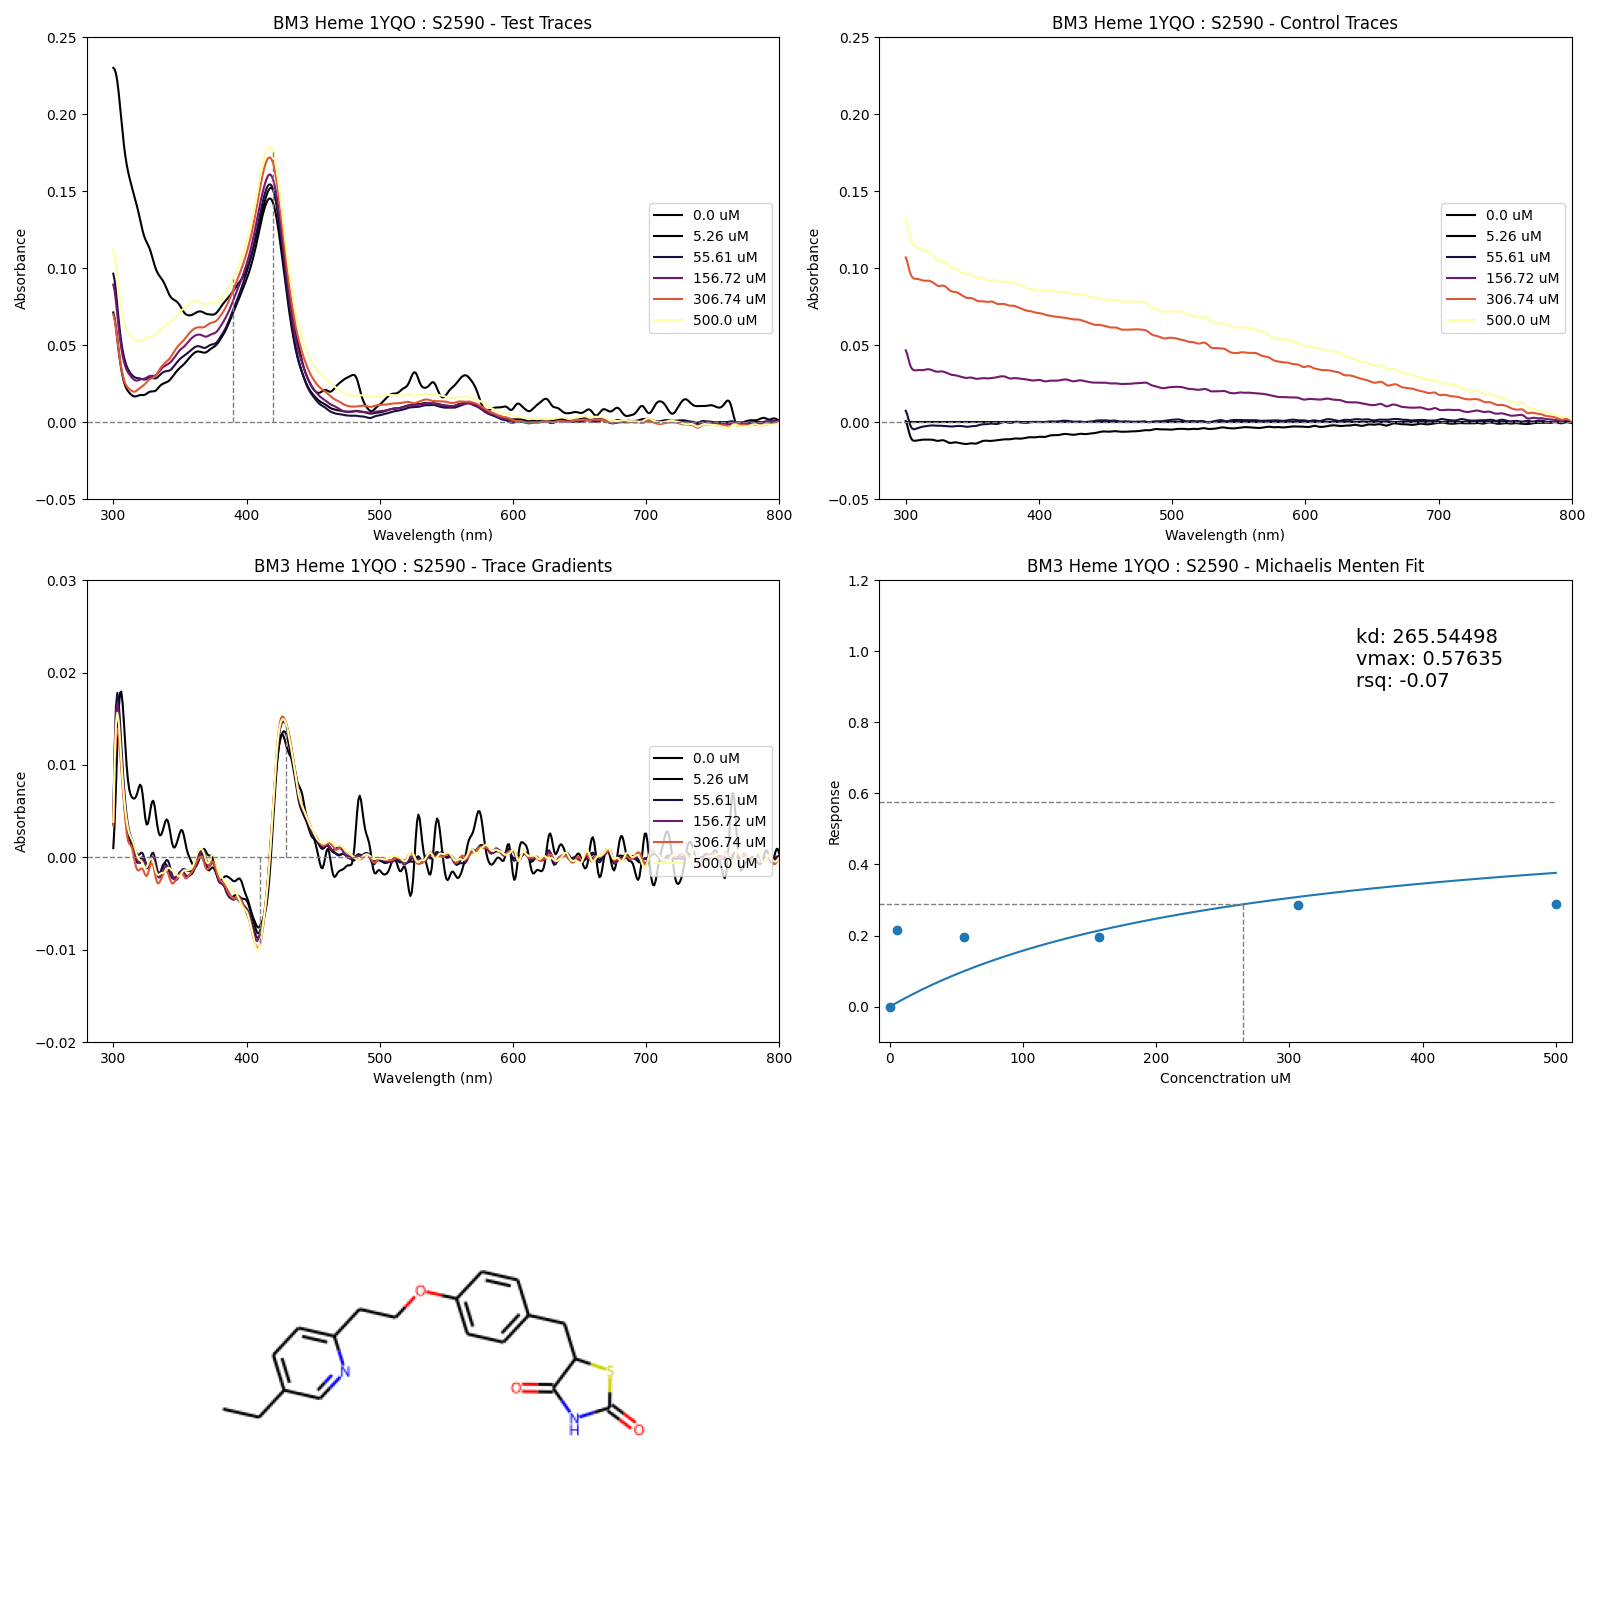 BM3 Heme 1YQO : S2590 - Test Traces
0.25
0.20
0.15
0.10
0.05
0.00
−0.05
Absorbance
300 400 500 600 700 800
Wavelength (nm)
0.0 uM
5.26 uM
55.61 uM
156.72 uM
306.74 uM
500.0 uM
BM3 Heme 1YQO : S2590 - Control Traces
0.25
0.20
0.15
0.10
0.05
0.00
−0.05
Absorbance
300 400 500 600 700 800
Wavelength (nm)
0.0 uM
5.26 uM
55.61 uM
156.72 uM
306.74 uM
500.0 uM
BM3 Heme 1YQO : S2590 - Trace Gradients
0.03
0.02
0.01
0.00
−0.01
−0.02
Absorbance
300 400 500 600 700 800
Wavelength (nm)
0.0 uM
5.26 uM
55.61 uM
156.72 uM
306.74 uM
500.0 uM
BM3 Heme 1YQO : S2590 - Michaelis Menten Fit
1.2
1.0
0.8
0.6
0.4
0.2
0.0
Response
kd: 265.54498
vmax: 0.57635
rsq: -0.07
0 100 200 300 400 500
Concenctration uM
O
N
S
O
N
H
O